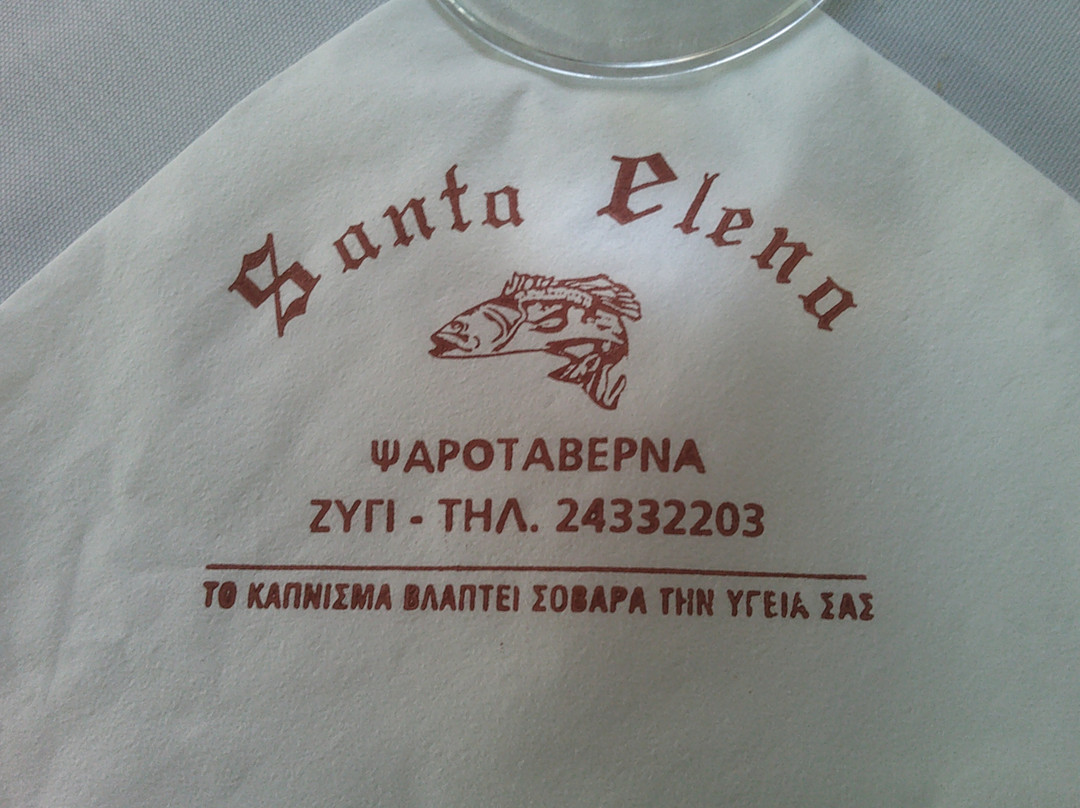 Santa Elena
ΨΑΡΟΤΑΒΕΡΝΑ
ΖΥΓΙ - ΤΗΛ. 24332203
ΤΟ ΚΑΠΝΙΣΜΑ ΒΛΑΠΤΕΙ ΣΟΒΑΡΑ ΤΗΝ ΥΓΕΙΑ ΣΑΣ